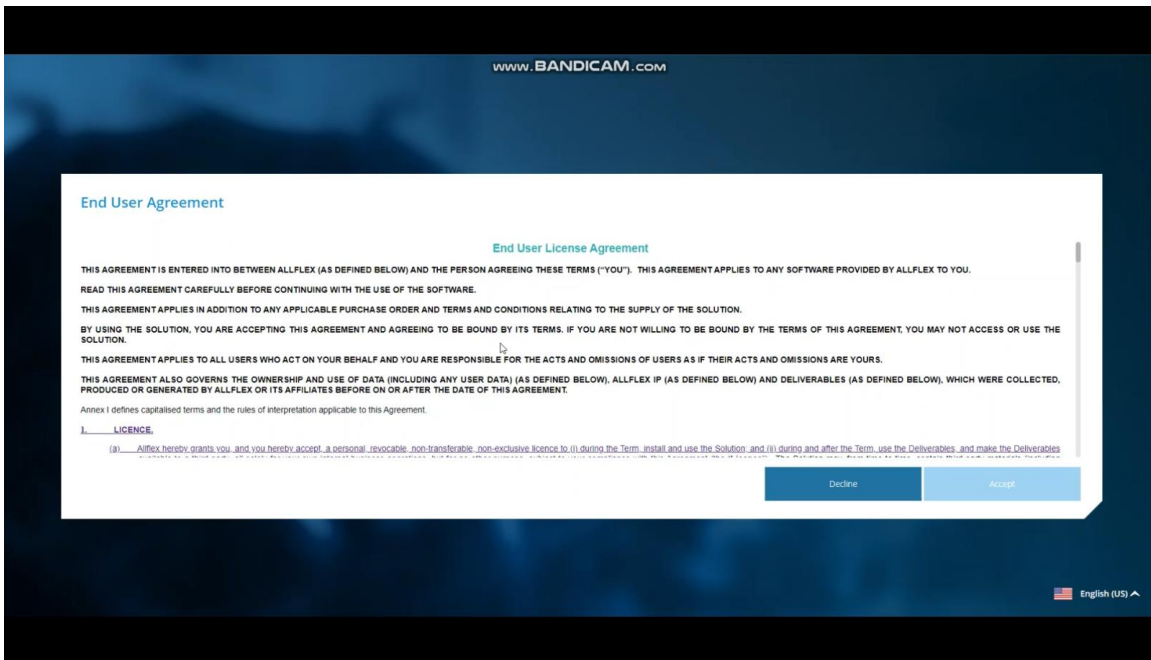 www.BANDICAM.com
End User Agreement
End User License Agreement
THIS AGREEMENT IS ENTERED INTO BETWEEN ALLFLEX (AS DEFINED BELOW) AND THE PERSON AGREEING THESE TERMS ("YOU"). THIS AGREEMENT APPLIES TO ANY SOFTWARE PROVIDED BY ALLFLEX TO YOU.
READ THIS AGREEMENT CAREFULLY BEFORE CONTINUING WITH THE USE OF THE SOFTWARE.
THIS AGREEMENT APPLIES IN ADDITION TO ANY APPLICABLE PURCHASE ORDER AND TERMS AND CONDITIONS RELATING TO THE SUPPLY OF THE SOLUTION.
BY USING THE SOLUTION, YOU ARE ACCEPTING THIS AGREEMENT AND AGREEING TO BE BOUND BY ITS TERMS. IF YOU ARE NOT WILLING TO BE BOUND BY THE TERMS OF THIS AGREEMENT, YOU MAY NOT ACCESS OR USE THE
SOLUTION.
THIS AGREEMENT APPLIES TO ALL USERS WHO ACT ON YOUR BEHALF AND YOU ARE RESPONSIBLE FOR THE ACTS AND OMISSIONS OF USERS AS IF THEIR ACTS AND OMISSIONS ARE YOURS.
THIS AGREEMENT ALSO GOVERNS THE OWNERSHIP AND USE OF DATA (INCLUDING ANY USER DATA) (AS DEFINED BELOW), ALLFLEX IP (AS DEFINED BELOW) AND DELIVERABLES (AS DEFINED BELOW), WHICH WERE COLLECTED,
PRODUCED OR GENERATED BY ALLFLEX OR ITS AFFILIATES BEFORE ON OR AFTER THE DATE OF THIS AGREEMENT.
Annex I defines capitalised terms and the rules of interpretation applicable to this Agreement.
1. LICENCE.
(a) Allflex hereby grants you, and you hereby accept, a personal, revocable, non-transferable, non-exclusive licence to (i) during the Term, install and use the Solution; and (ii) during and after the Term, use the Deliverables, and make the Deliverables
Decline
Accept
English (US)